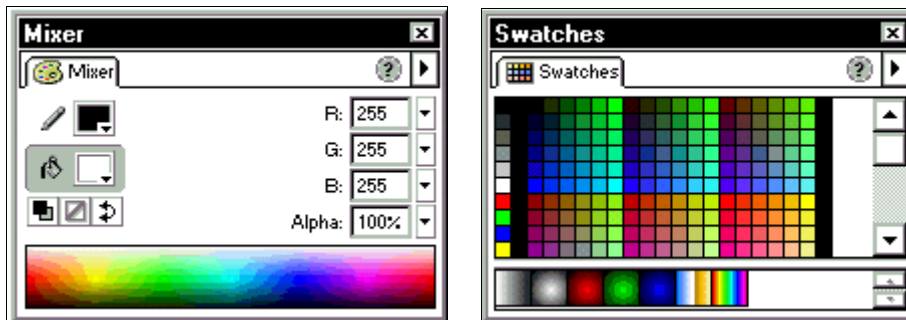 Mixer
Mixer
?
R: 255
G: 255
B: 255
Alpha: 100%
Swatches
Swatches
?